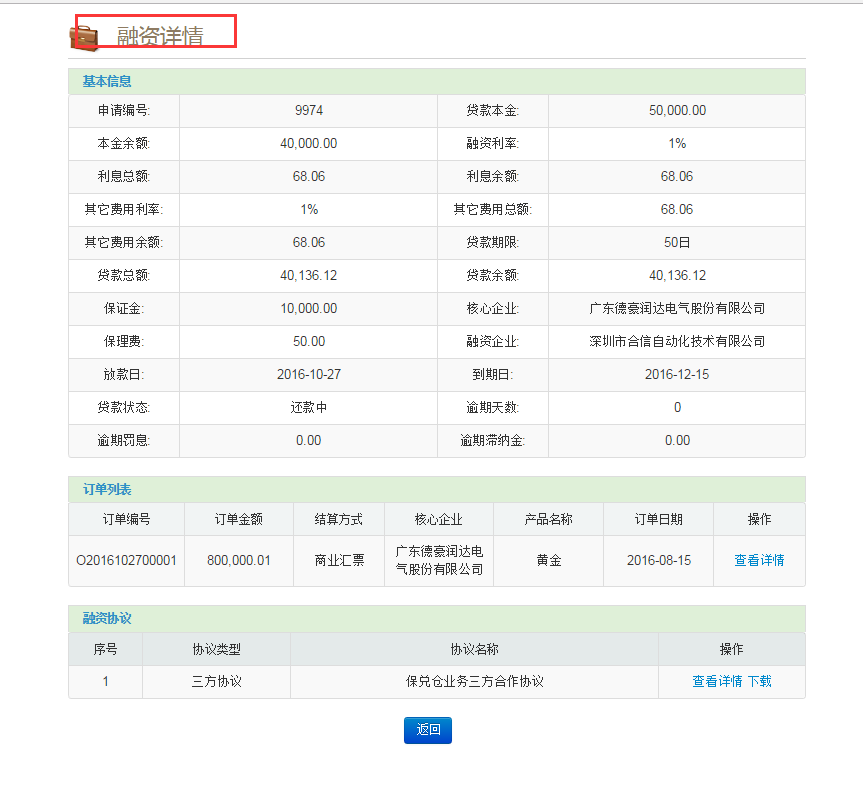 融资详情
基本信息
申请编号: 9974 贷款本金: 50,000.00
本金余额: 40,000.00 融资利率: 1%
利息总额: 68.06 利息余额: 68.06
其它费用利率: 1% 其它费用总额: 68.06
其它费用余额: 68.06 贷款期限: 50日
贷款总额: 40,136.12 贷款余额: 40,136.12
保证金: 10,000.00 核心企业: 广东德豪润达电气股份有限公司
保理费: 50.00 融资企业: 深圳市合信自动化技术有限公司
放款日: 2016-10-27 到期日: 2016-12-15
贷款状态: 还款中 逾期天数: 0
逾期罚息: 0.00 逾期滞纳金: 0.00
订单列表
订单编号 订单金额 结算方式 核心企业 产品名称 订单日期 操作
O2016102700001 800,000.01 商业汇票 广东德豪润达电 黄金 2016-08-15 查看详情
气股份有限公司
融资协议
序号 协议类型 协议名称 操作
1 三方协议 保兑仓业务三方合作协议 查看详情 下载
返回